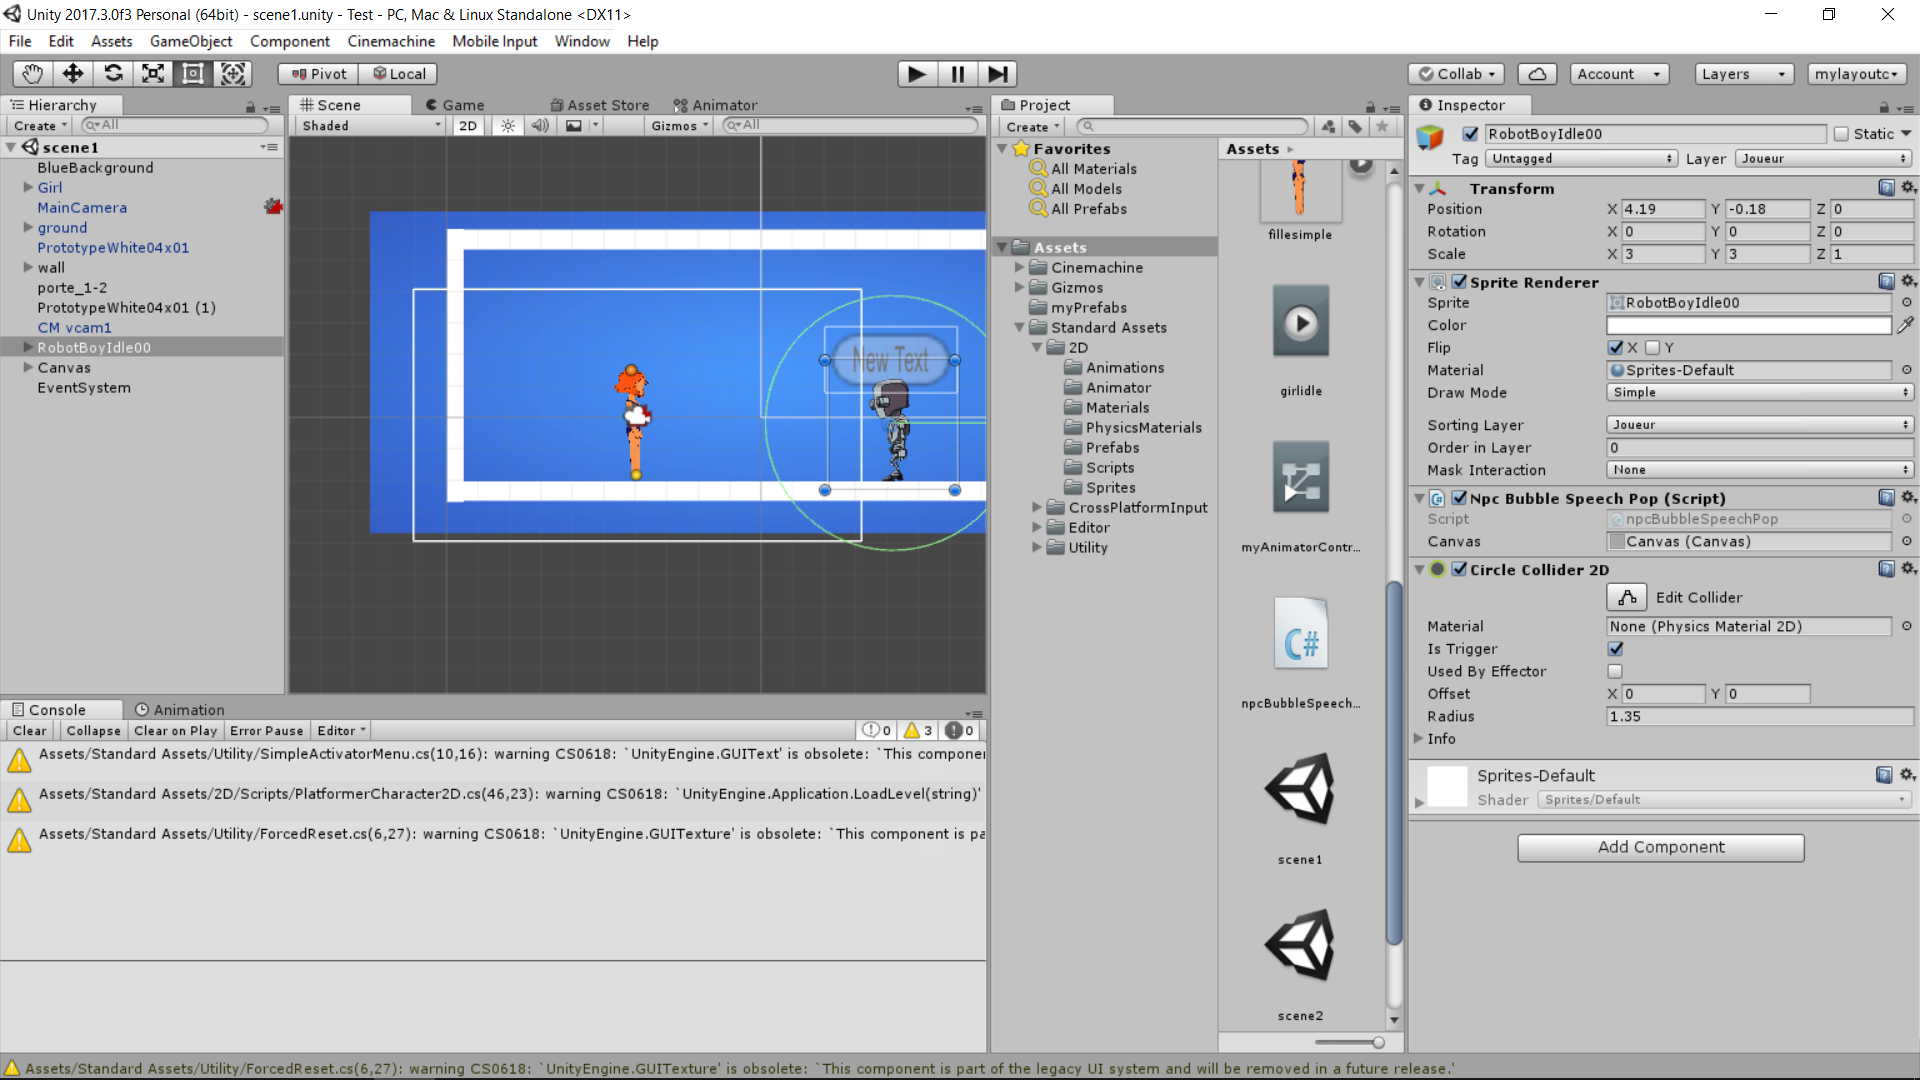 Unity 2017.3.0f3 Personal (64bit) - scene1.unity - Test - PC, Mac & Linux Standalone <DX11>
File Edit Assets GameObject Component Cinemachine Mobile Input Window Help
Pivot Local Collab Account Layers mylayoutc
Hierarchy
Create All
scene1
BlueBackground
Girl
MainCamera
ground
PrototypeWhite04x01
wall
porte_1-2
PrototypeWhite04x01 (1)
CM vcam1
RobotBoyIdle00
Canvas
EventSystem
Scene Game Asset Store Animator
Shaded 2D Gizmos All
New Text
Project
Create
Favorites
All Materials
All Models
All Prefabs
Assets
Cinemachine
Gizmos
myPrefabs
Standard Assets
2D
Animations
Animator
Materials
PhysicsMaterials
Prefabs
Scripts
Sprites
CrossPlatformInput
Editor
Utility
Assets
fillesimple
girlidle
myAnimatorContr...
C#
npcBubbleSpeech...
scene1
scene2
Inspector
RobotBoyIdle00 Static
Tag Untagged Layer Joueur
Transform
Position X 4.19 Y -0.18 Z 0
Rotation X 0 Y 0 Z 0
Scale X 3 Y 3 Z 1
Sprite Renderer
Sprite RobotBoyIdle00
Color
Flip X Y
Material Sprites-Default
Draw Mode Simple
Sorting Layer Joueur
Order in Layer 0
Mask Interaction None
Npc Bubble Speech Pop (Script)
Script npcBubbleSpeechPop
Canvas Canvas (Canvas)
Circle Collider 2D
Edit Collider
Material None (Physics Material 2D)
Is Trigger
Used By Effector
Offset X 0 Y 0
Radius 1.35
Info
Sprites-Default
Shader Sprites/Default
Add Component
Console Animation
Clear Collapse Clear on Play Error Pause Editor 0 3 0
Assets/Standard Assets/Utility/SimpleActivatorMenu.cs(10,16): warning CS0618: `UnityEngine.GUIText' is obsolete: `This componen
Assets/Standard Assets/2D/Scripts/PlatformerCharacter2D.cs(46,23): warning CS0618: `UnityEngine.Application.LoadLevel(string)'
Assets/Standard Assets/Utility/ForcedReset.cs(6,27): warning CS0618: `UnityEngine.GUITexture' is obsolete: `This component is pa
Assets/Standard Assets/Utility/ForcedReset.cs(6,27): warning CS0618: `UnityEngine.GUITexture' is obsolete: `This component is part of the legacy UI system and will be removed in a future release.'